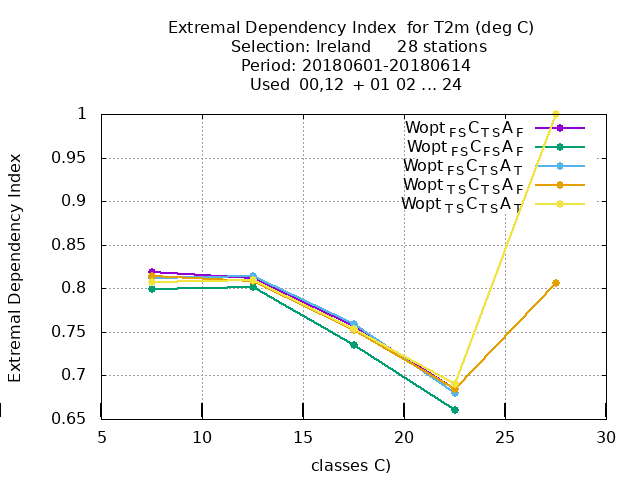 Extremal Dependency Index  for T2m (deg C)
Selection: Ireland     28 stations
Period: 20180601-20180614
Used  00,12  + 01 02 ... 24
Extremal Dependency Index
1
0.95
0.9
0.85
0.8
0.75
0.7
0.65
Wopt FS C TS A F
Wopt FS C FS A F
Wopt FS C TS A T
Wopt TS C TS A F
Wopt TS C TS A T
5 10 15 20 25 30
classes C)